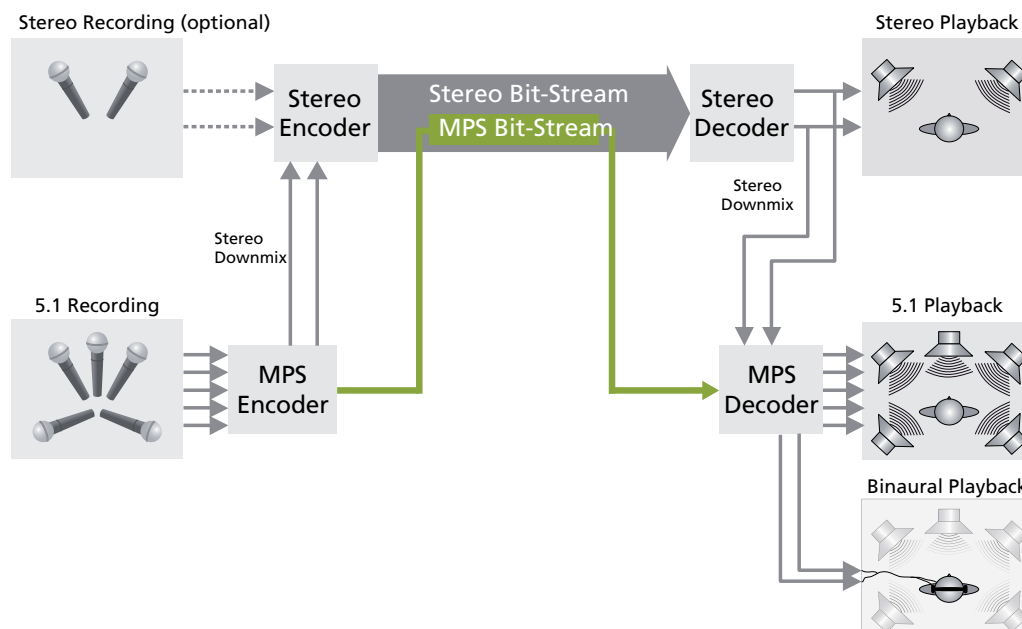 Stereo Recording (optional)
Stereo Playback
Stereo
Encoder
Stereo Bit-Stream
MPS Bit-Stream
Stereo
Decoder
Stereo
Downmix
Stereo
Downmix
5.1 Recording
5.1 Playback
MPS
Encoder
MPS
Decoder
Binaural Playback